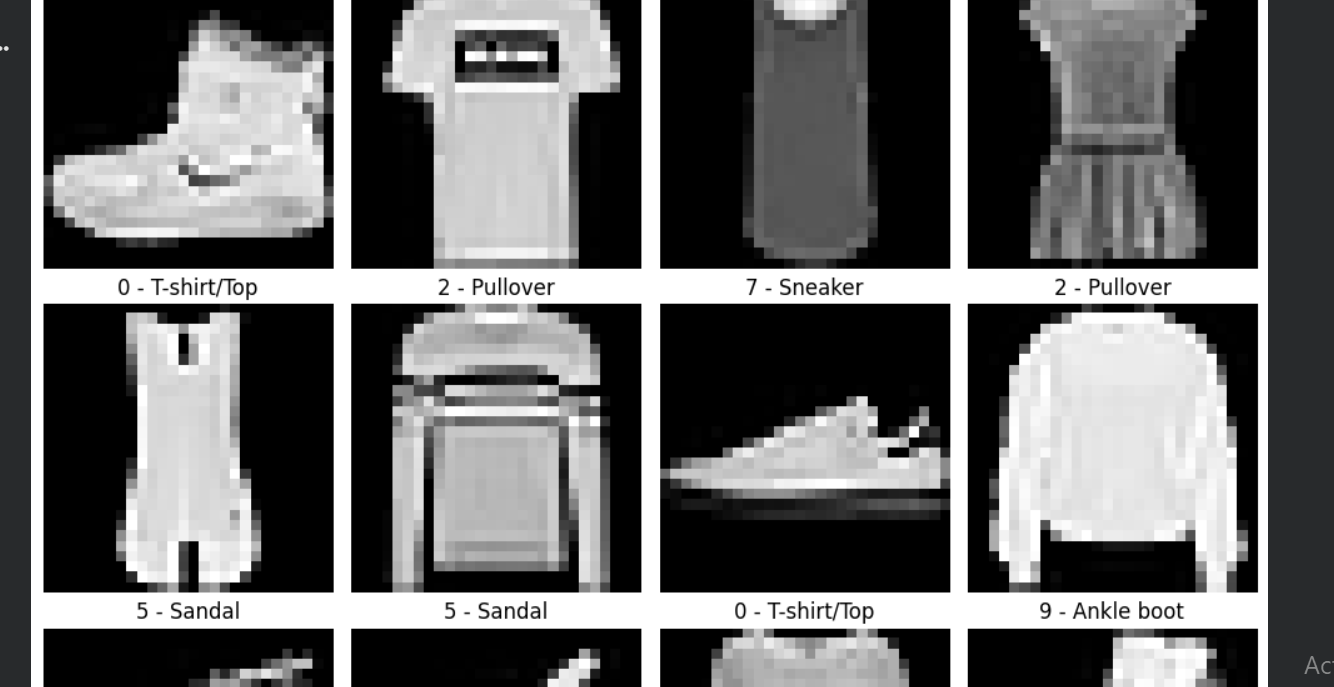 0 - T-shirt/Top
2 - Pullover
7 - Sneaker
2 - Pullover
5 - Sandal
5 - Sandal
0 - T-shirt/Top
9 - Ankle boot